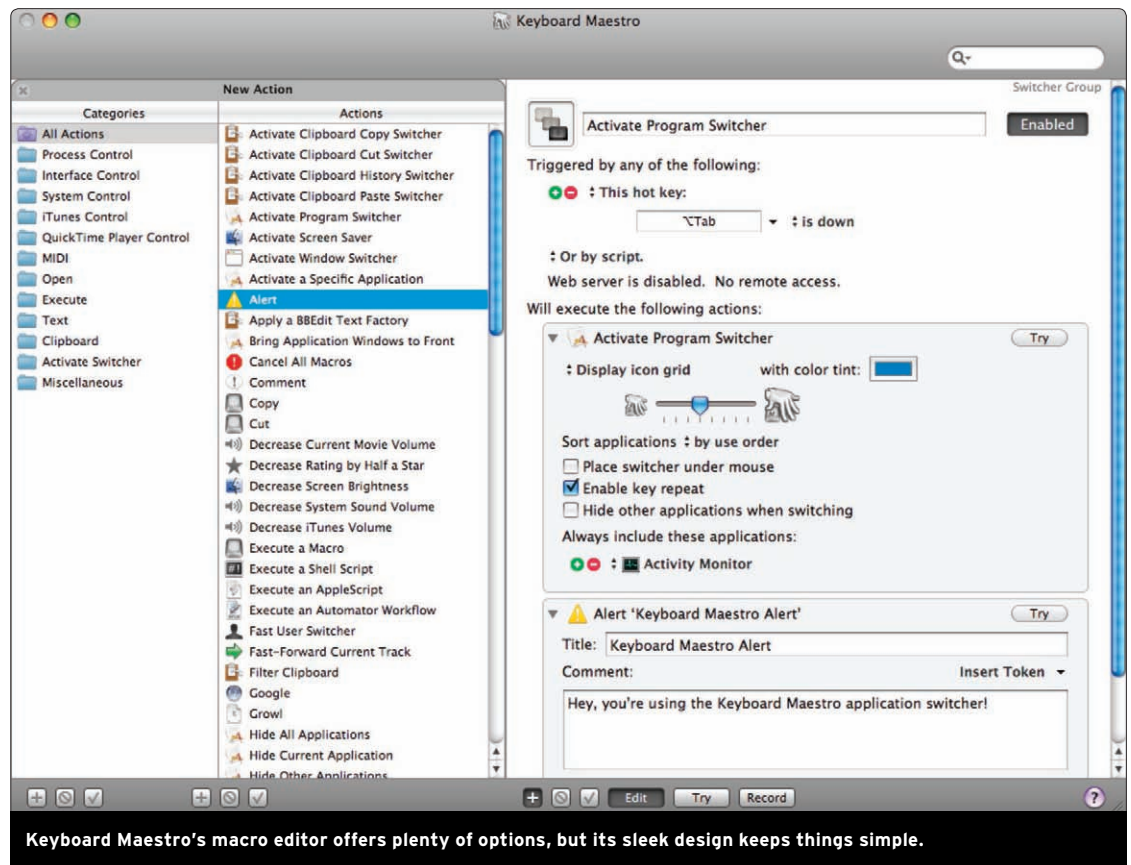 Keyboard Maestro
New Action
Categories
All Actions
Process Control
Interface Control
System Control
iTunes Control
QuickTime Player Control
MIDI
Open
Execute
Text
Clipboard
Activate Switcher
Miscellaneous
Actions
Activate Clipboard Copy Switcher
Activate Clipboard Cut Switcher
Activate Clipboard History Switcher
Activate Clipboard Paste Switcher
Activate Program Switcher
Activate Screen Saver
Activate Window Switcher
Activate a Specific Application
Alert
Apply a BBEdit Text Factory
Bring Application Windows to Front
Cancel All Macros
Comment
Copy
Cut
Decrease Current Movie Volume
Decrease Rating by Half a Star
Decrease Screen Brightness
Decrease System Sound Volume
Decrease iTunes Volume
Execute a Macro
Execute a Shell Script
Execute an AppleScript
Execute an Automator Workflow
Fast User Switcher
Fast-Forward Current Track
Filter Clipboard
Google
Growl
Hide All Applications
Hide Current Application
Hide Other Applications
Switcher Group
Activate Program Switcher
Enabled
Triggered by any of the following:
This hot key:
⌥Tab is down
Or by script.
Web server is disabled. No remote access.
Will execute the following actions:
Activate Program Switcher Try
Display icon grid with color tint:
Sort applications by use order
Place switcher under mouse
Enable key repeat
Hide other applications when switching
Always include these applications:
Activity Monitor
Alert 'Keyboard Maestro Alert' Try
Title: Keyboard Maestro Alert
Comment: Insert Token
Hey, you're using the Keyboard Maestro application switcher!
Edit Try Record ?
Keyboard Maestro's macro editor offers plenty of options, but its sleek design keeps things simple.